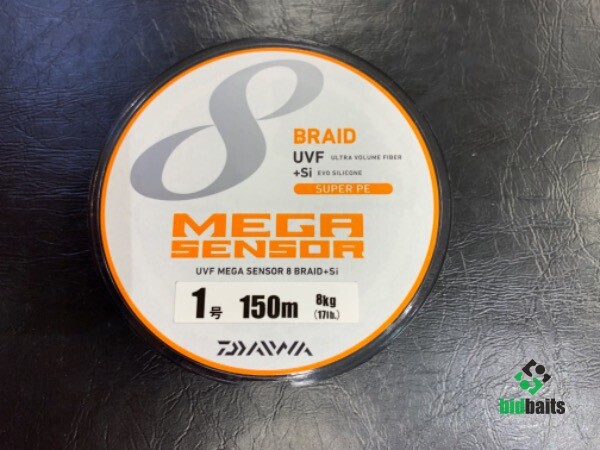 8
BRAID
UVF ULTRA VOLUME FIBER
+Si EVO SILICONE
SUPER PE
MEGA
SENSOR
UVF MEGA SENSOR 8 BRAID+Si
1号 150m 8kg
(17lb.)
DAIWA
bidbaits